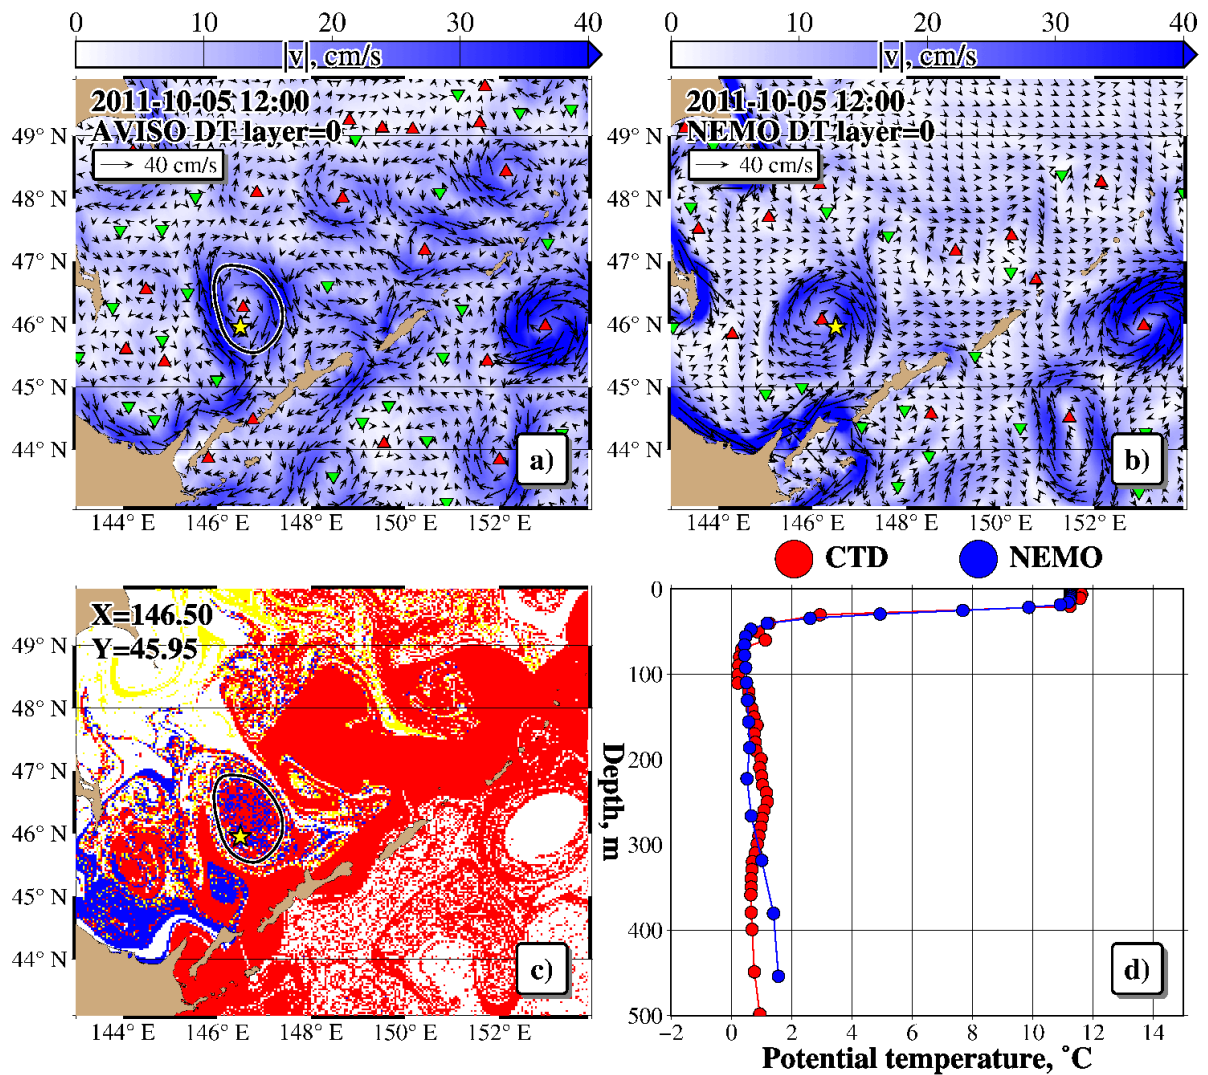 0 10 20 30 40
|v|, cm/s
2011-10-05 12:00
AVISO DT layer=0
40 cm/s
49° N
48° N
47° N
46° N
45° N
44° N
144° E 146° E 148° E 150° E 152° E
a)
0 10 20 30 40
|v|, cm/s
2011-10-05 12:00
NEMO DT layer=0
40 cm/s
49° N
48° N
47° N
46° N
45° N
44° N
144° E 146° E 148° E 150° E 152° E
b)
X=146.50
Y=45.95
49° N
48° N
47° N
46° N
45° N
44° N
144° E 146° E 148° E 150° E 152° E
c)
CTD NEMO
0
100
200
300
400
500
Depth, m
−2 0 2 4 6 8 10 12 14
Potential temperature, °C
d)